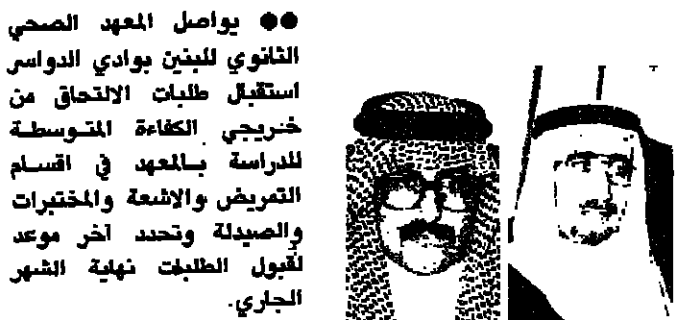 ●● يواصل المعهد الصحي
الثانوي للبنين بوادي الدواسر
استقبال طلبات الالتحاق من
خريجي الكفاءة المتوسطة
للدراسة بالمعهد في اقسام
التمريض والاشعة والمختبرات
والصيدلة وتحدد آخر موعد
لقبول الطلبات نهاية الشهر
الجاري.